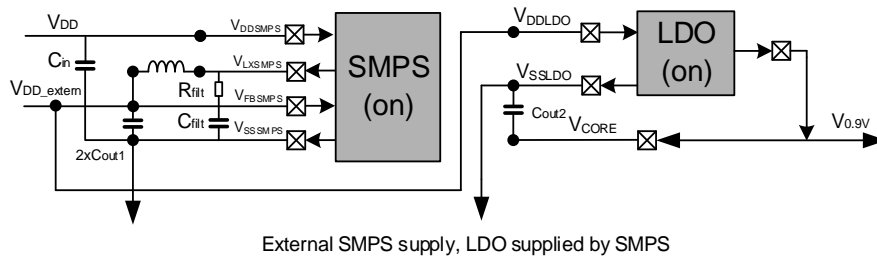 VDD
VDDSMPS
Cin
VLXSMPS
Rfilt
VDD_extern
VFBSMPS
Cfilt
VSSSMPS
2xCout1
SMPS
(on)
VDDLDO
LDO
(on)
VSSLDO
Cout2
VCORE
V0.9V
External SMPS supply, LDO supplied by SMPS